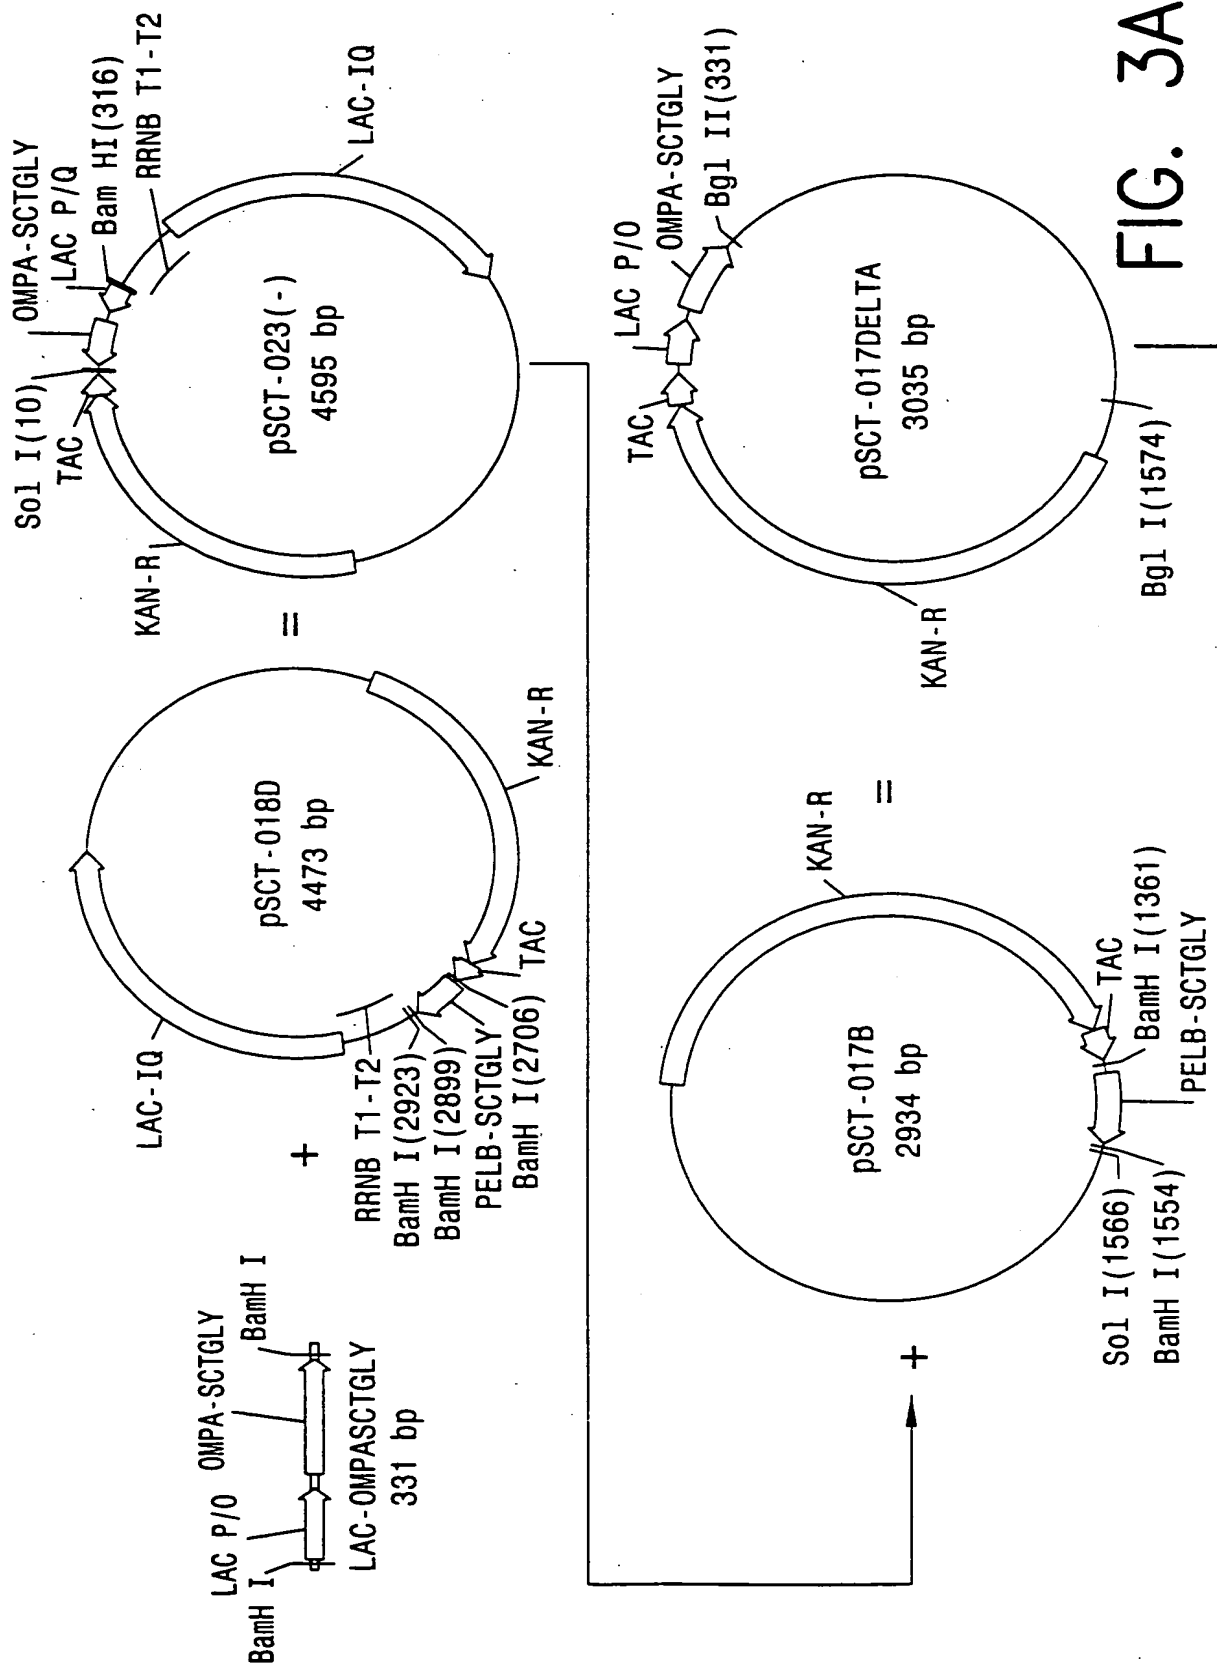 BamH I
LAC P/O
OMPA-SCTGLY
BamH I
LAC-OMPASCTGLY
331 bp
+
LAC-IQ
pSCT-018D
4473 bp
RRNB T1-T2
BamH I(2923)
BamH I(2899)
PELB-SCTGLY
BamH I(2706)
TAC
KAN-R
=
Sol I(10)
TAC
KAN-R
OMPA-SCTGLY
LAC P/Q
Bam HI(316)
RRNB T1-T2
LAC-IQ
pSCT-023(-)
4595 bp
+
pSCT-017B
2934 bp
KAN-R
Sol I(1566)
BamH I(1554)
TAC
BamH I(1361)
PELB-SCTGLY
=
TAC
LAC P/O
OMPA-SCTGLY
Bgl II(331)
pSCT-017DELTA
3035 bp
KAN-R
Bgl I(1574)
FIG. 3A